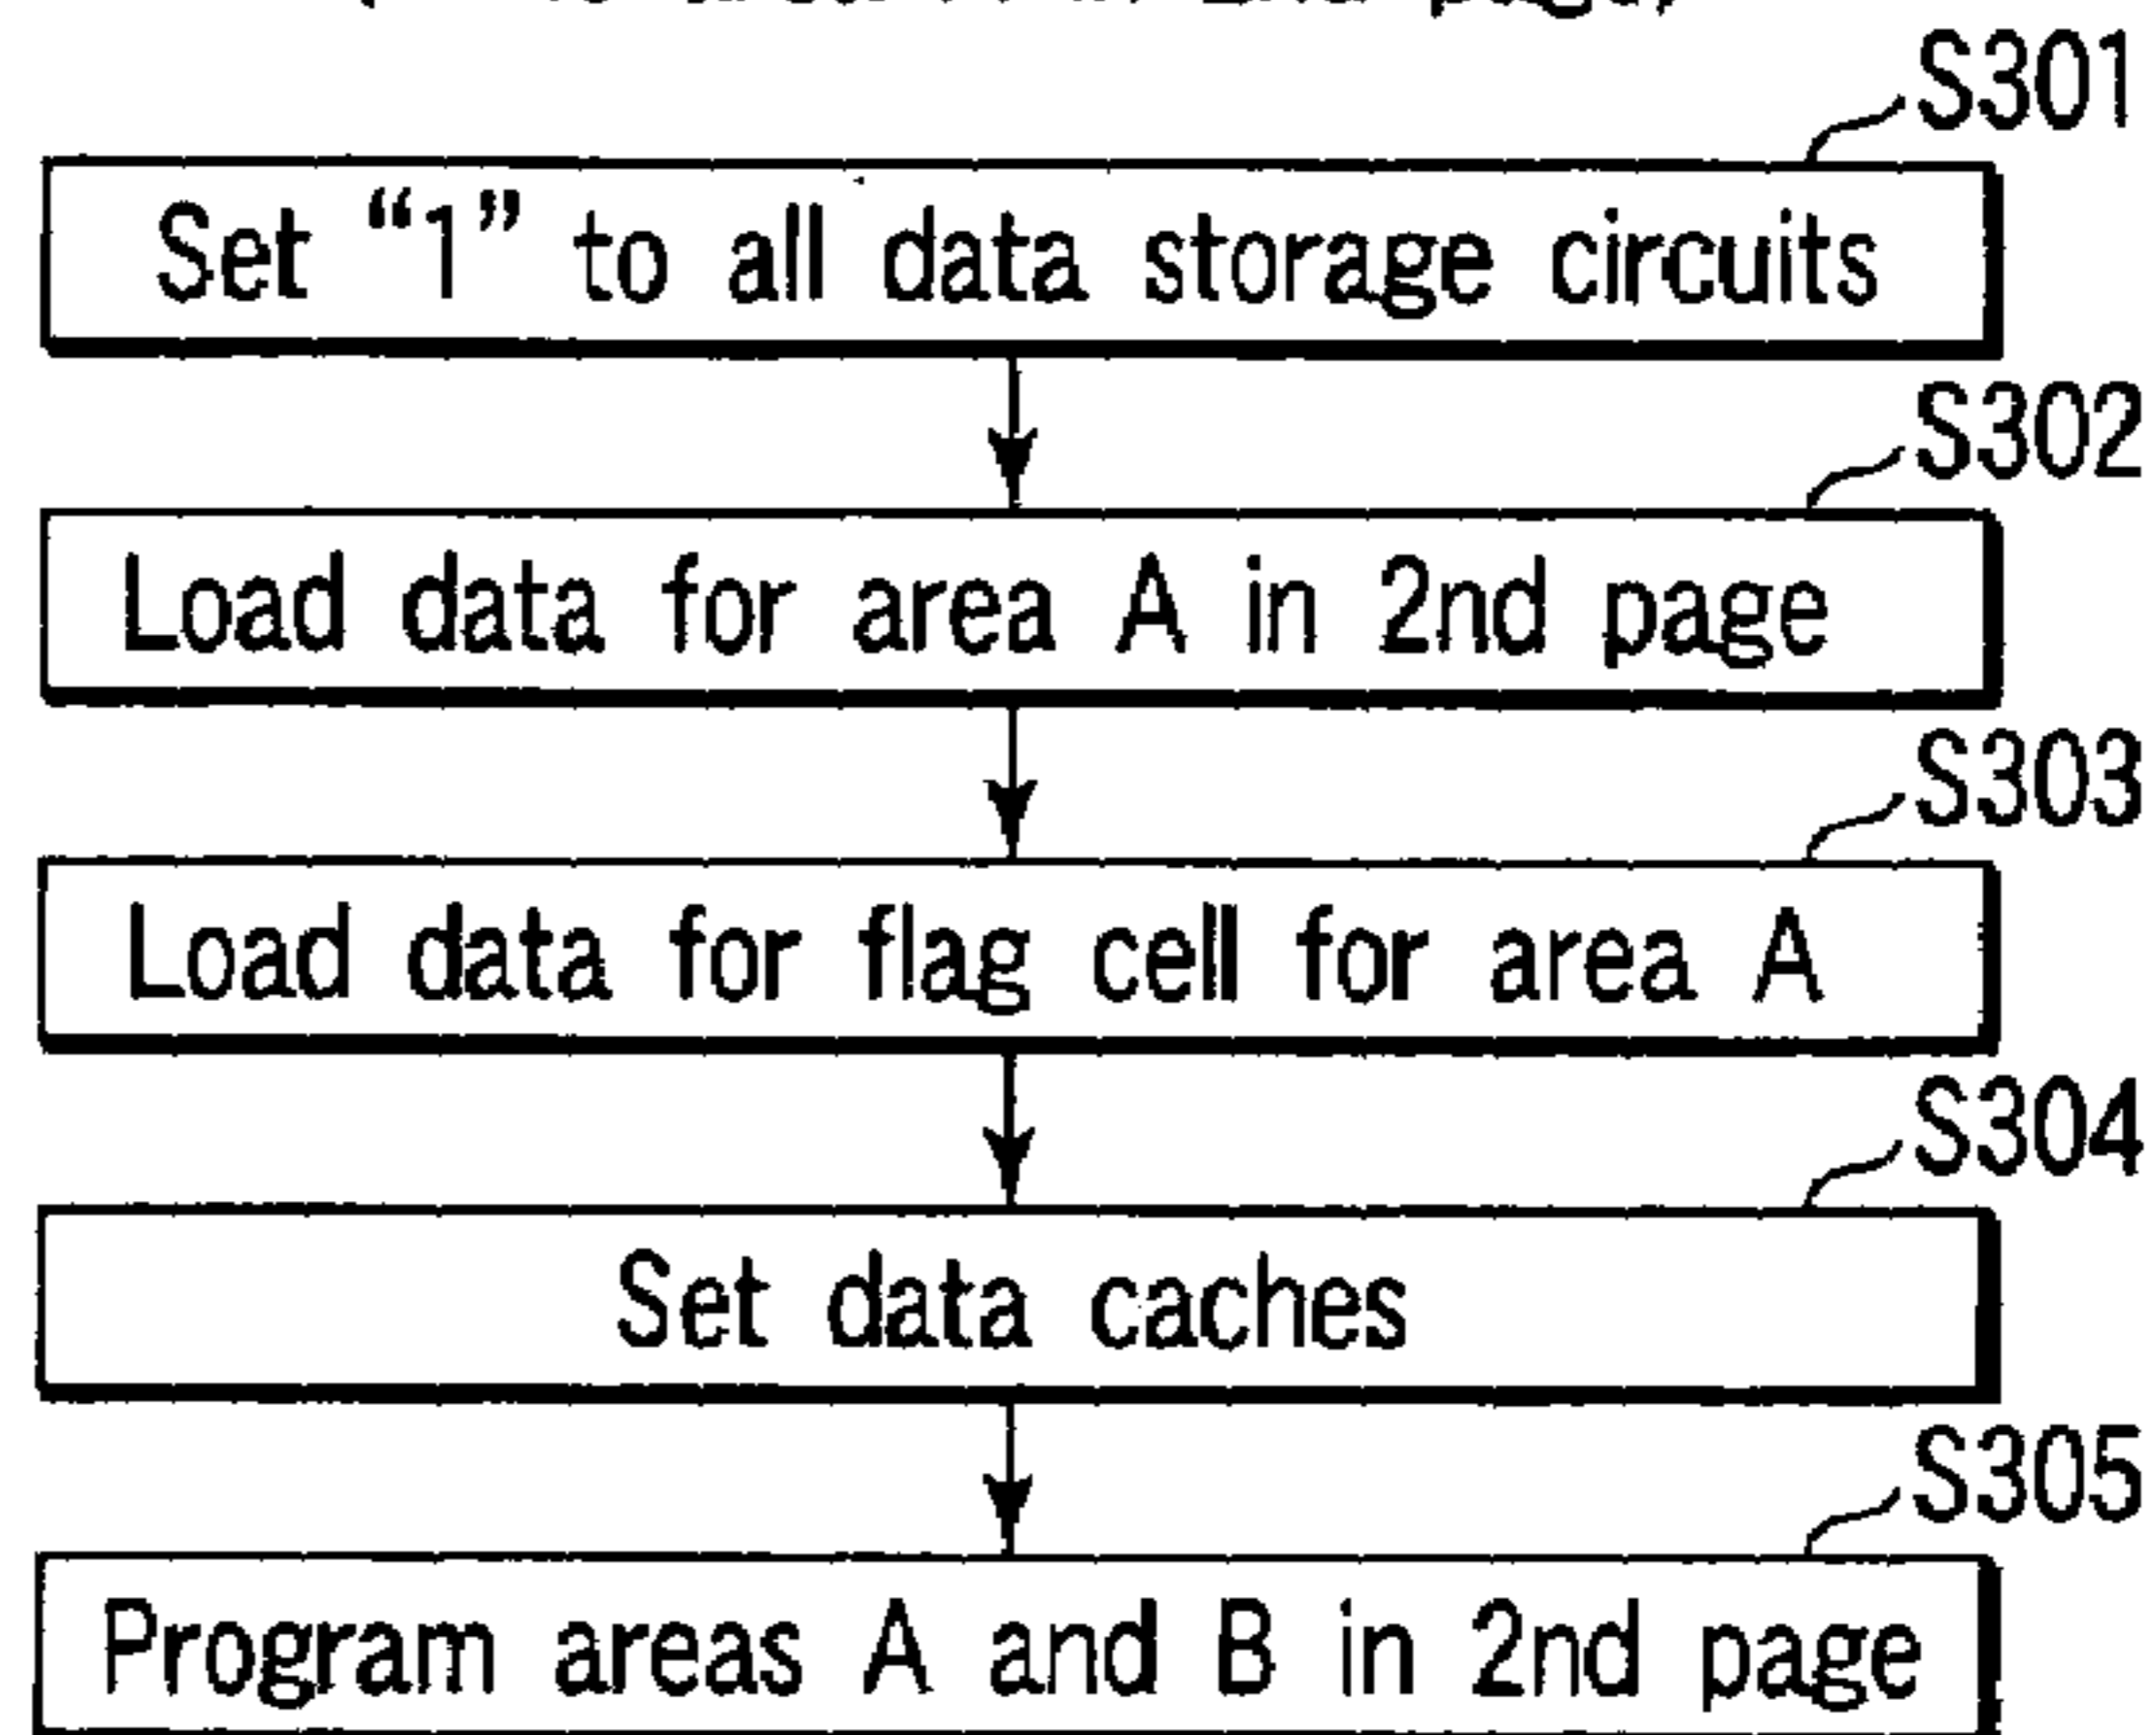 S301
Set “1” to all data storage circuits
S302
Load data for area A in 2nd page
S303
Load data for flag cell for area A
S304
Set data caches
S305
Program areas A and B in 2nd page